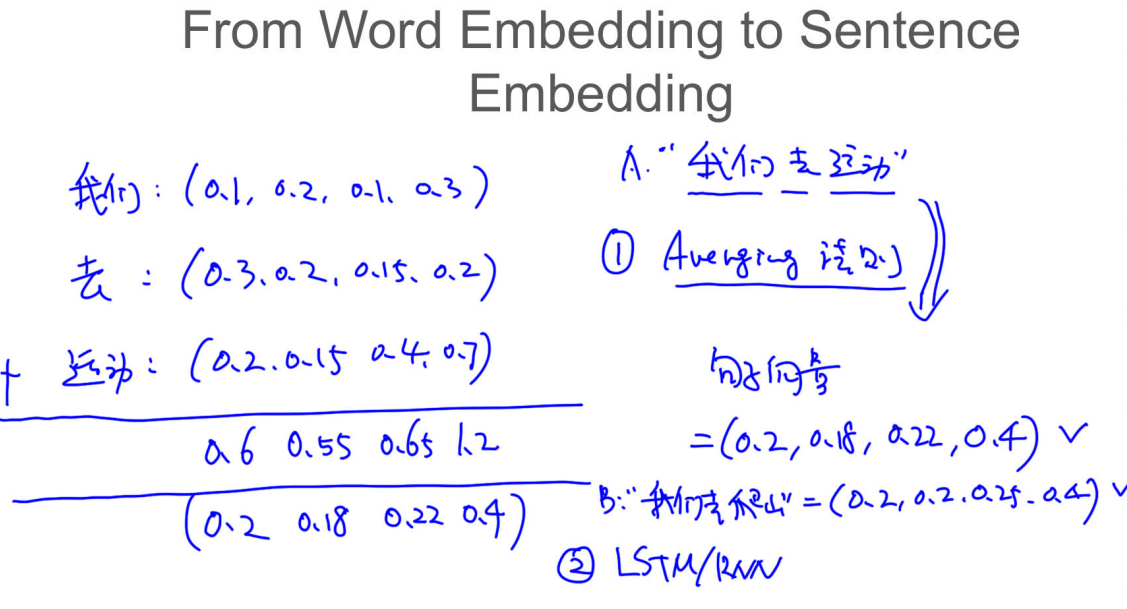 From Word Embedding to Sentence
Embedding
我们: (0.1, 0.2, 0.1, 0.3)
去 : (0.3, 0.2, 0.15, 0.2)
+ 运动: (0.2, 0.15 0.4, 0.7)
0.6 0.55 0.65 1.2
(0.2 0.18 0.22 0.4)
A. "我们去运动"
① Averging 法则
句子向量
=(0.2, 0.18, 0.22, 0.4) ✓
B: "我们去爬山" = (0.2, 0.2, 0.25, 0.4) ✓
② LSTM/RNN